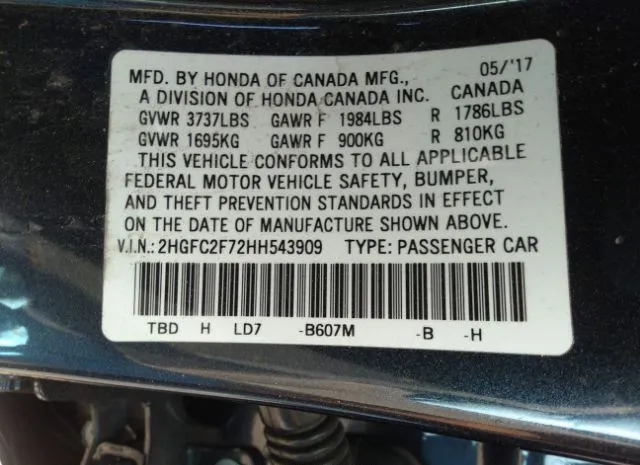 MFD. BY HONDA OF CANADA MFG., 05/'17
A DIVISION OF HONDA CANADA INC. CANADA
GVWR 3737LBS GAWR F 1984LBS R 1786LBS
GVWR 1695KG GAWR F 900KG R 810KG
THIS VEHICLE CONFORMS TO ALL APPLICABLE
FEDERAL MOTOR VEHICLE SAFETY, BUMPER,
AND THEFT PREVENTION STANDARDS IN EFFECT
ON THE DATE OF MANUFACTURE SHOWN ABOVE.
V.I.N.: 2HGFC2F72HH543909 TYPE: PASSENGER CAR
TBD H LD7 -B607M -B -H